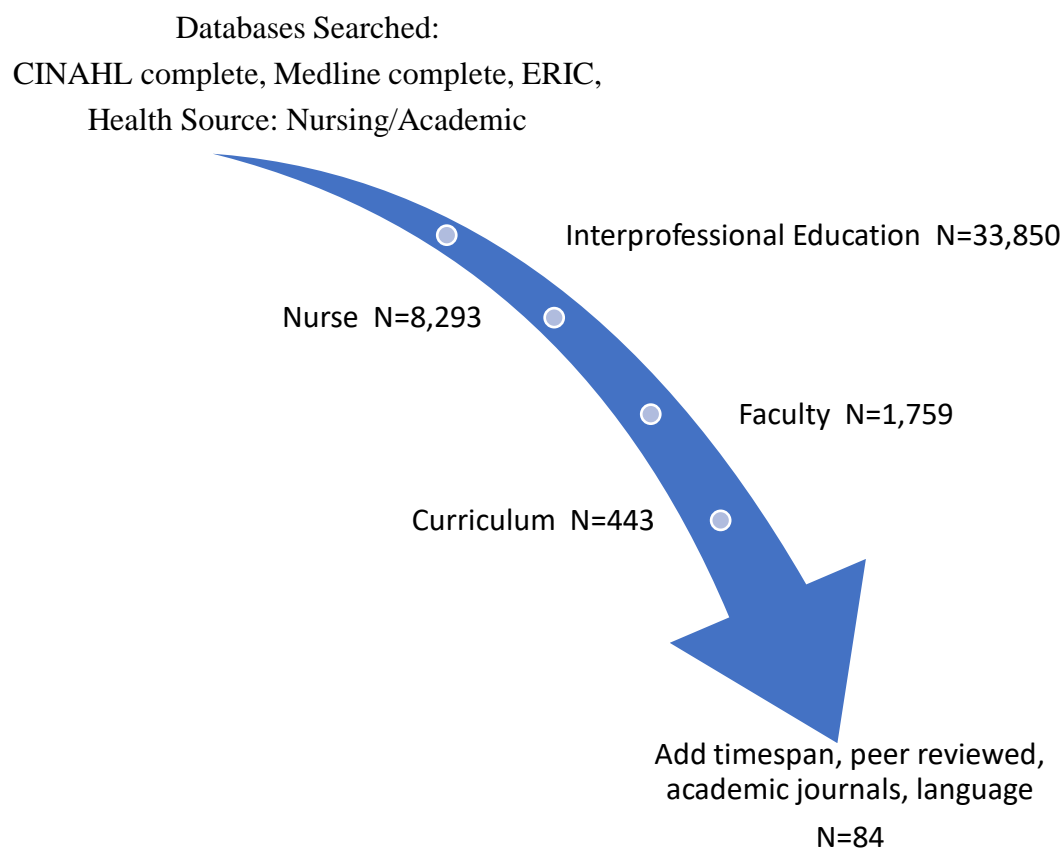 Databases Searched:
CINAHL complete, Medline complete, ERIC,
Health Source: Nursing/Academic
Interprofessional Education  N=33,850
Nurse  N=8,293
Faculty  N=1,759
Curriculum  N=443
Add timespan, peer reviewed,
academic journals, language
N=84